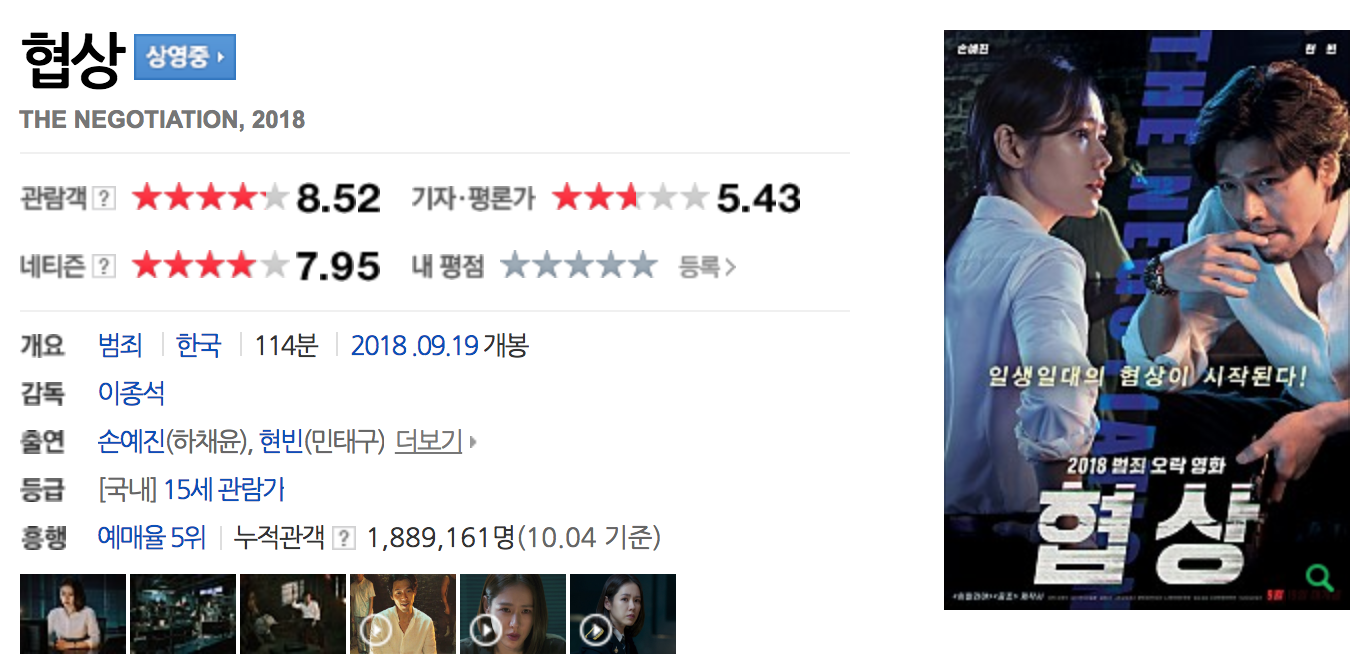 협상 상영중
THE NEGOTIATION, 2018
관람객 ? 8.52 기자·평론가 5.43
네티즌 ? 7.95 내 평점 등록
개요 범죄 한국 114분 2018.09.19 개봉
감독 이종석
출연 손예진(하채윤), 현빈(민태구) 더보기
등급 [국내] 15세 관람가
흥행 예매율 5위 누적관객 ? 1,889,161명(10.04 기준)
손예진 현 빈
THE NEGOTIATION
일생일대의 협상이 시작된다!
2018 범죄 오락 영화
협상